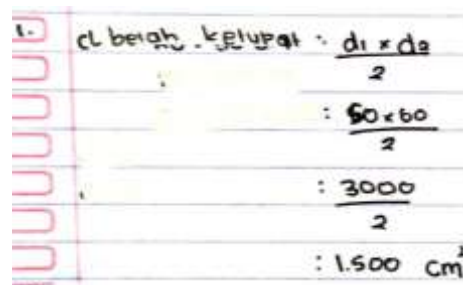 1. cL belah ketupat : d1 x d2
2
: 50 x 60
2
: 3000
2
: 1.500 cm²